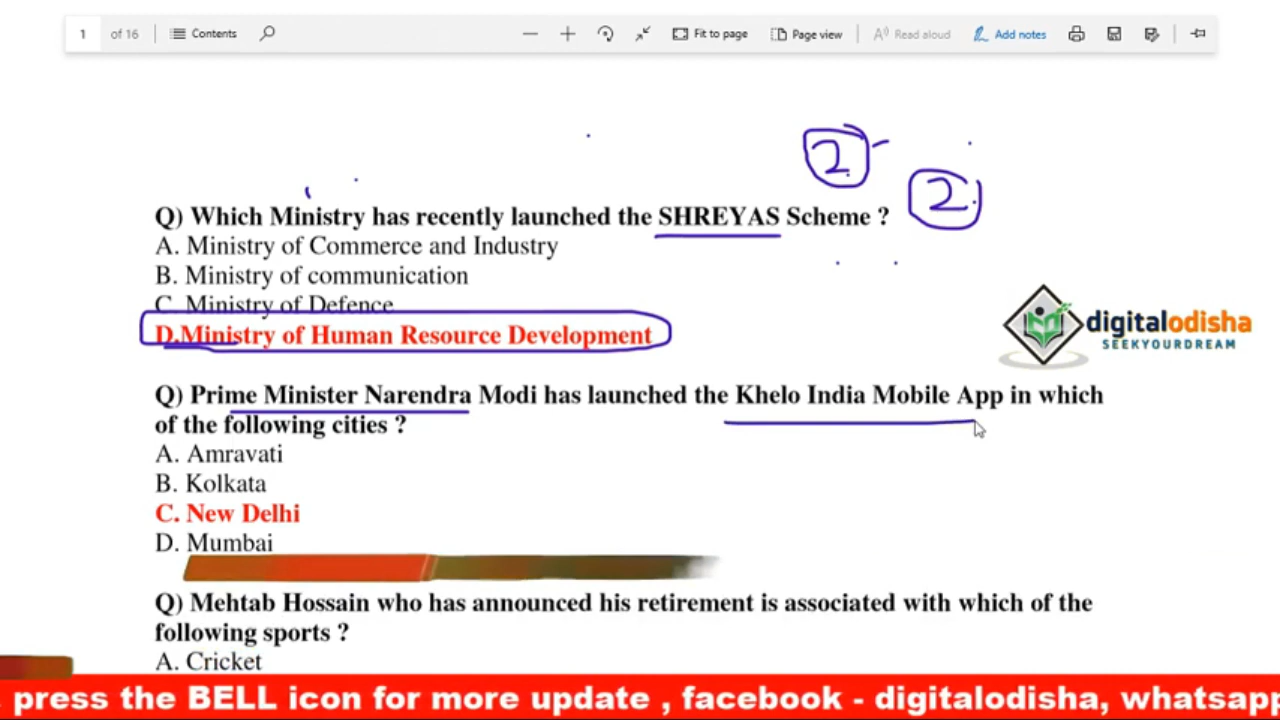 1 of 16 Contents Fit to page Page view Read aloud Add notes
2
2
Q) Which Ministry has recently launched the SHREYAS Scheme ?
A. Ministry of Commerce and Industry
B. Ministry of communication
C. Ministry of Defence
D.Ministry of Human Resource Development
digitalodisha
SEEKYOURDREAM
Q) Prime Minister Narendra Modi has launched the Khelo India Mobile App in which
of the following cities ?
A. Amravati
B. Kolkata
C. New Delhi
D. Mumbai
Q) Mehtab Hossain who has announced his retirement is associated with which of the
following sports ?
A. Cricket
press the BELL icon for more update , facebook - digitalodisha, whatsapp